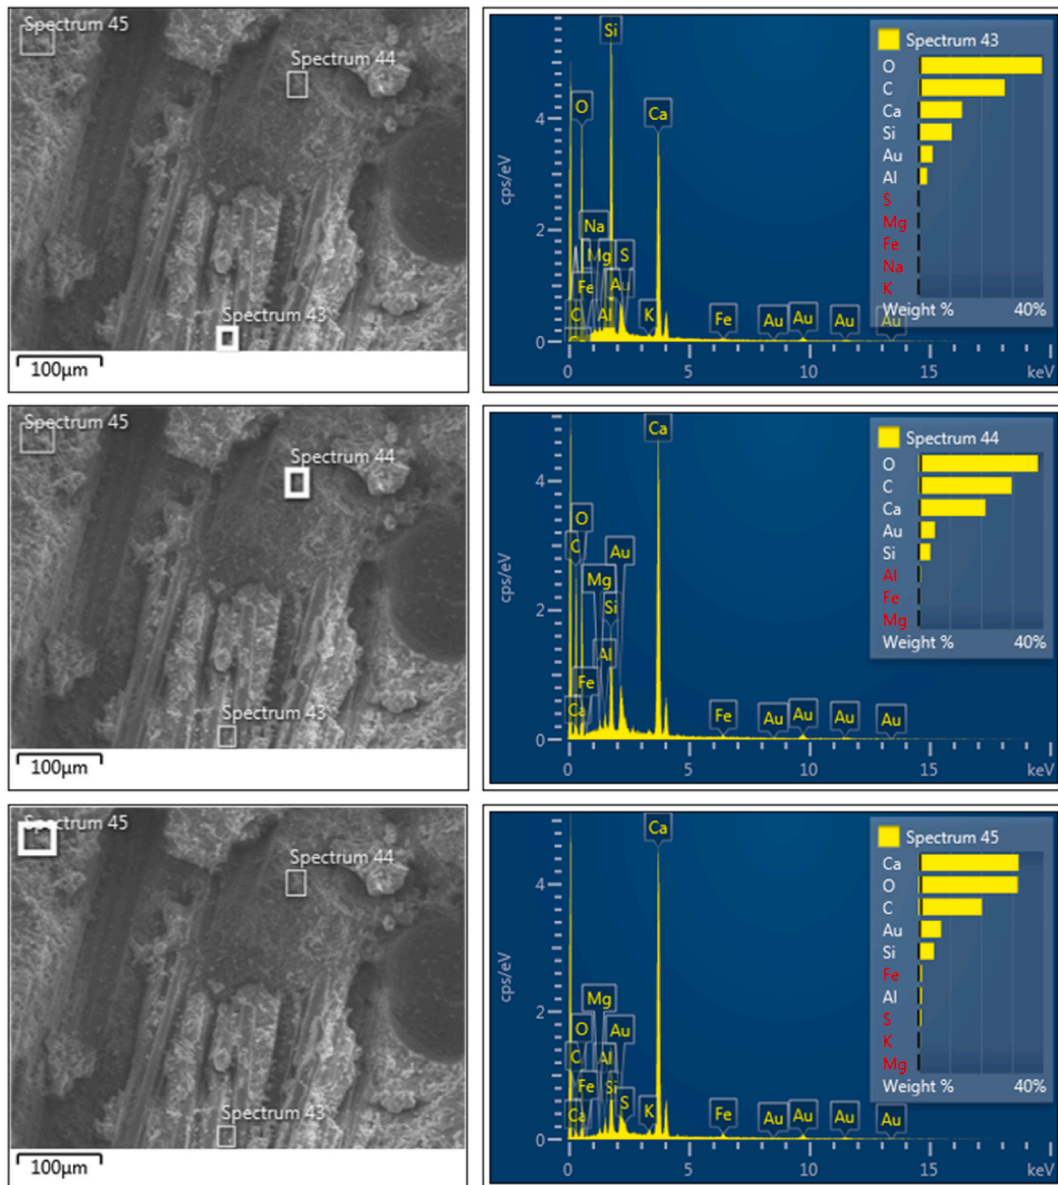 Spectrum 45
Spectrum 44
Spectrum 43
100µm
cps/eV
4
2
0
0
5
10
15
keV
Si
O
Ca
Na
Mg
S
Fe
Au
C
Al
K
Fe
Au
Au
Au
Au
Spectrum 43
O
C
Ca
Si
Au
Al
S
Mg
Fe
Na
K
Weight %
40%
Spectrum 45
Spectrum 44
Spectrum 43
100µm
cps/eV
4
2
0
0
5
10
15
keV
Ca
O
C
Au
Mg
Si
Al
Fe
Ca
Fe
Au
Au
Au
Au
Spectrum 44
O
C
Ca
Au
Si
Al
Fe
Mg
Weight %
40%
Spectrum 45
Spectrum 44
Spectrum 43
100µm
cps/eV
4
2
0
0
5
10
15
keV
Ca
Mg
O
Au
C
Al
Fe
Si
S
Ca
K
Fe
Au
Au
Au
Au
Spectrum 45
Ca
O
C
Au
Si
Fe
Al
S
K
Mg
Weight %
40%